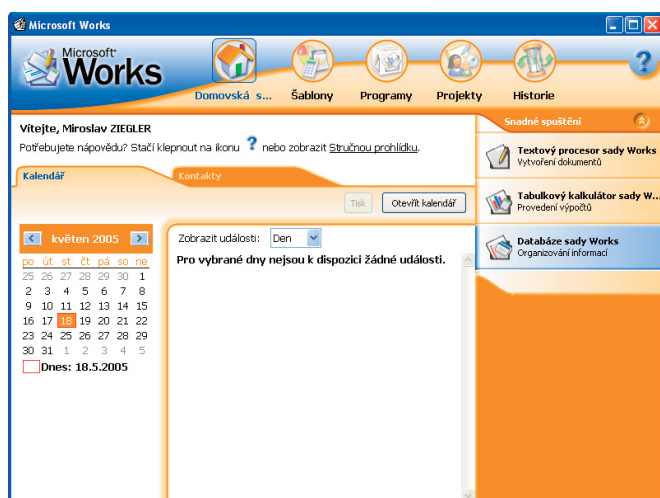 Microsoft Works
Microsoft
Works
Domovská s...
Šablony
Programy
Projekty
Historie
?
Vítejte, Miroslav ZIEGLER
Potřebujete nápovědu? Stačí klepnout na ikonu ? nebo zobrazit Stručnou prohlídku.
Kalendář
Kontakty
Tisk
Otevřít kalendář
květen 2005
po út st čt pá so ne
25 26 27 28 29 30 1
2 3 4 5 6 7 8
9 10 11 12 13 14 15
16 17 18 19 20 21 22
23 24 25 26 27 28 29
30 31 1 2 3 4 5
Dnes: 18.5.2005
Zobrazit události: Den
Pro vybrané dny nejsou k dispozici žádné události.
Snadné spuštění
Textový procesor sady Works
Vytvoření dokumentů
Tabulkový kalkulátor sady W...
Provedení výpočtů
Databáze sady Works
Organizování informací